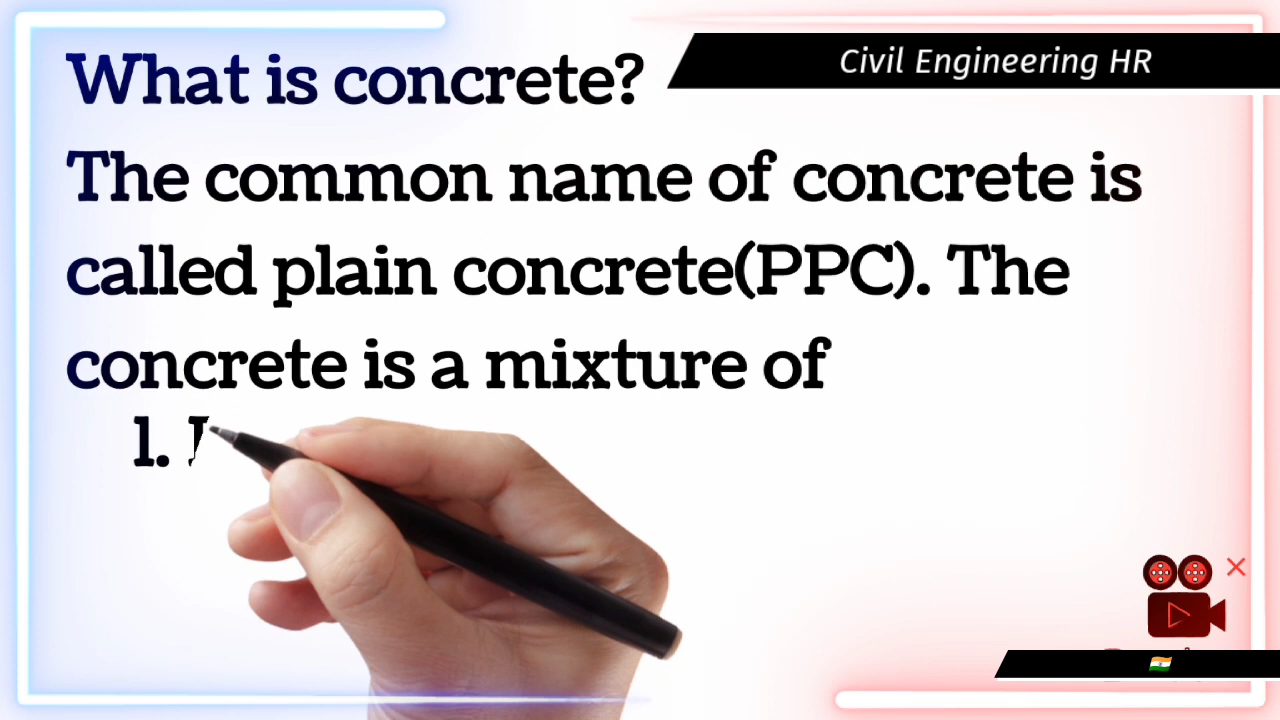 What is concrete?
Civil Engineering HR
The common name of concrete is
called plain concrete(PPC). The
concrete is a mixture of
1.